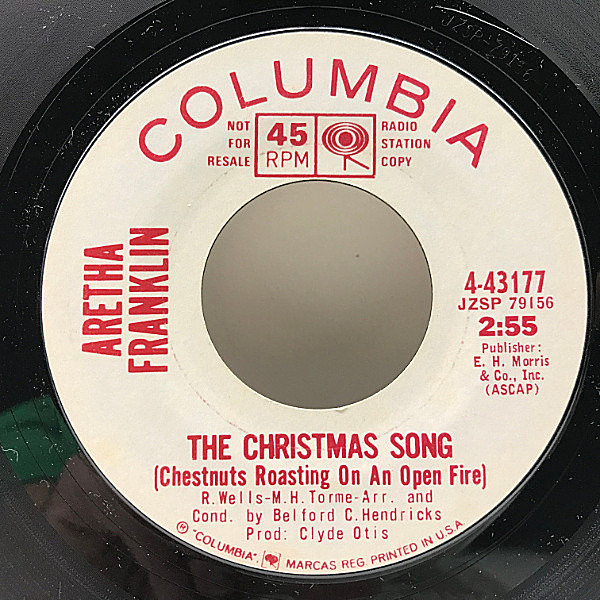 COLUMBIA
NOT
FOR
RESALE
45
RPM
RADIO
STATION
COPY
ARETHA
FRANKLIN
4-43177
JZSP 79156
2:55
Publisher:
E. H. Morris
& Co., Inc.
(ASCAP)
THE CHRISTMAS SONG
(Chestnuts Roasting On An Open Fire)
R. Wells-M.H. Torme-Arr. and
Cond. by Belford C. Hendricks
Prod: Clyde Otis
"COLUMBIA", MARCAS REG. PRINTED IN U.S.A.